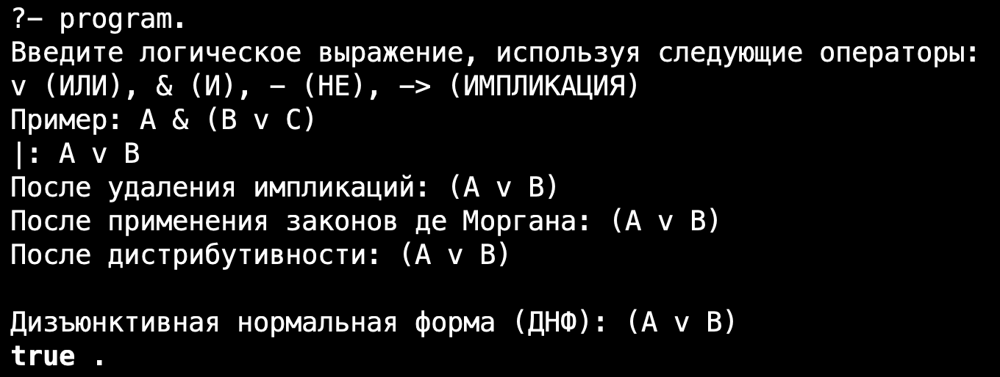 ?- program.
Введите логическое выражение, используя следующие операторы:
v (ИЛИ), & (И), - (НЕ), -> (ИМПЛИКАЦИЯ)
Пример: A & (B v C)
|: A v B
После удаления импликаций: (A v B)
После применения законов де Моргана: (A v B)
После дистрибутивности: (A v B)
Дизъюнктивная нормальная форма (ДНФ): (A v B)
true .